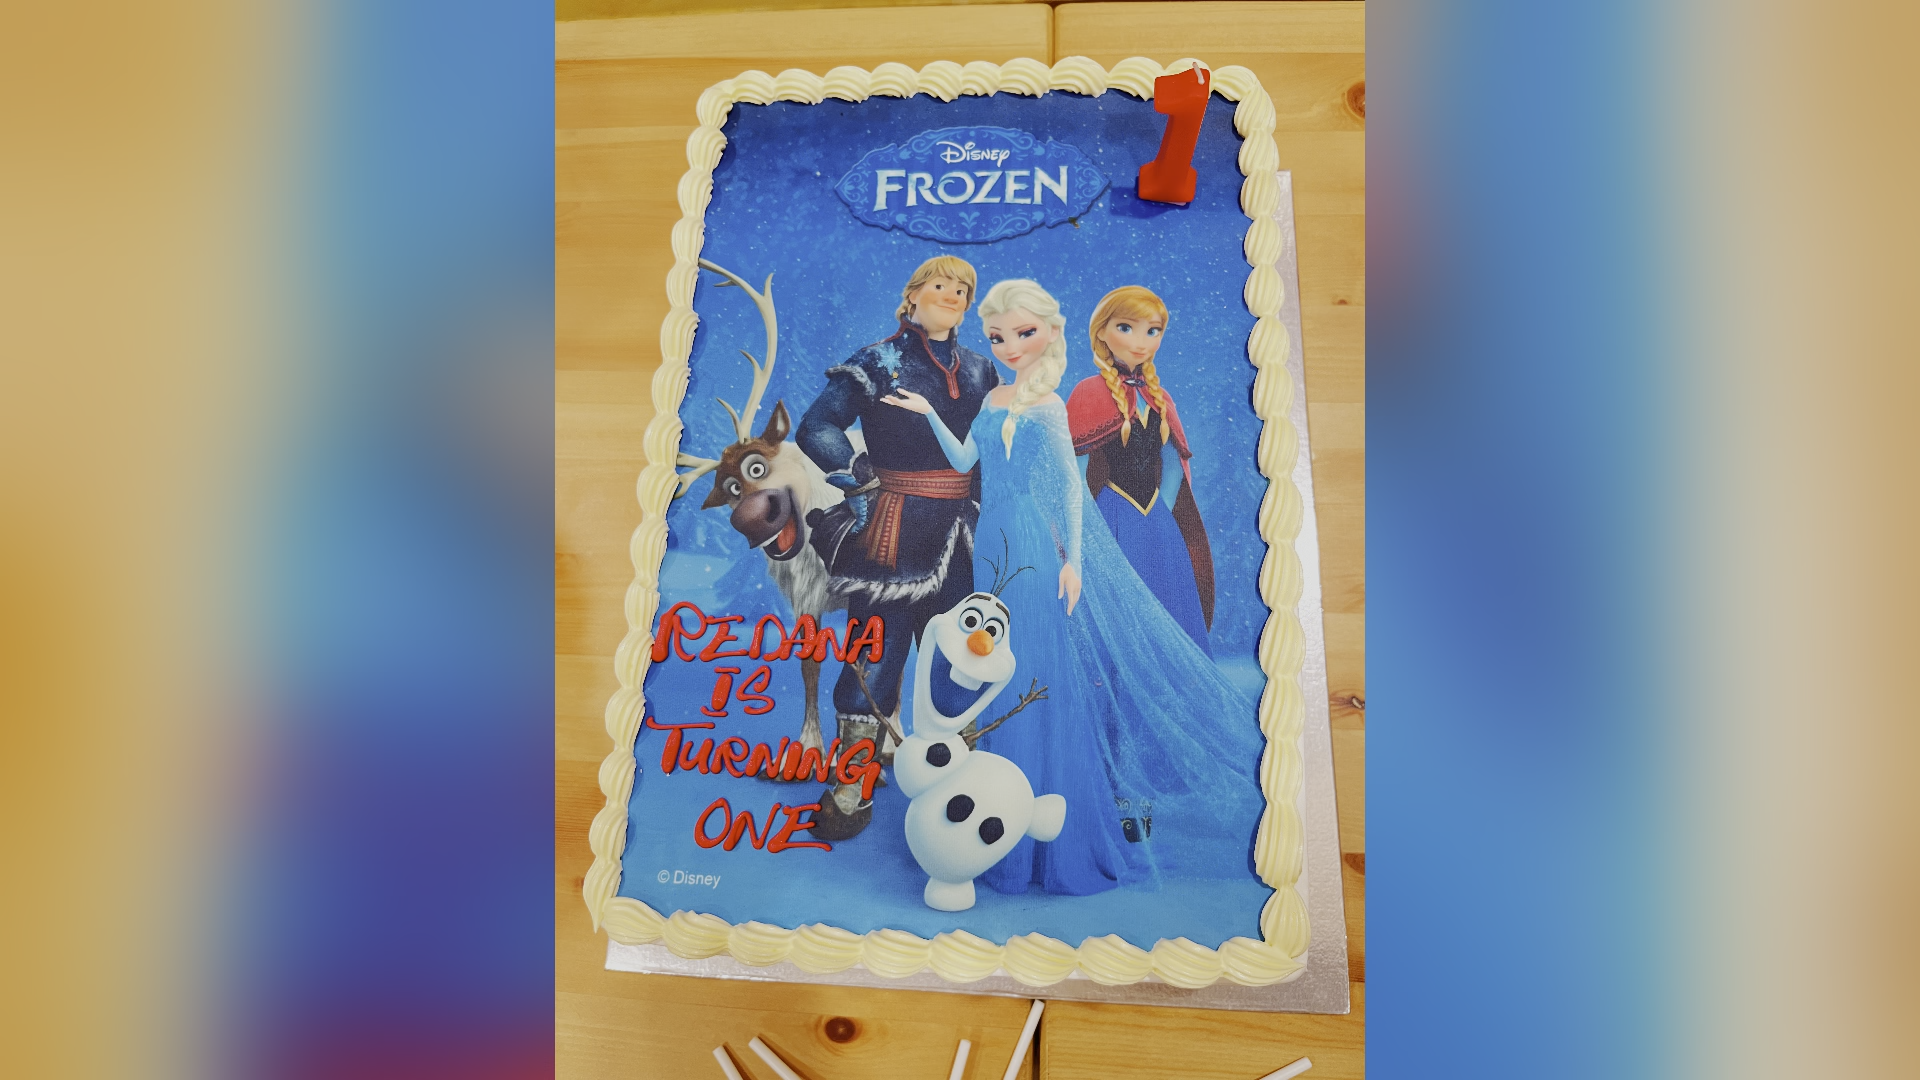 1
Disney
FROZEN
REDANA
IS
TURNING
ONE
© Disney